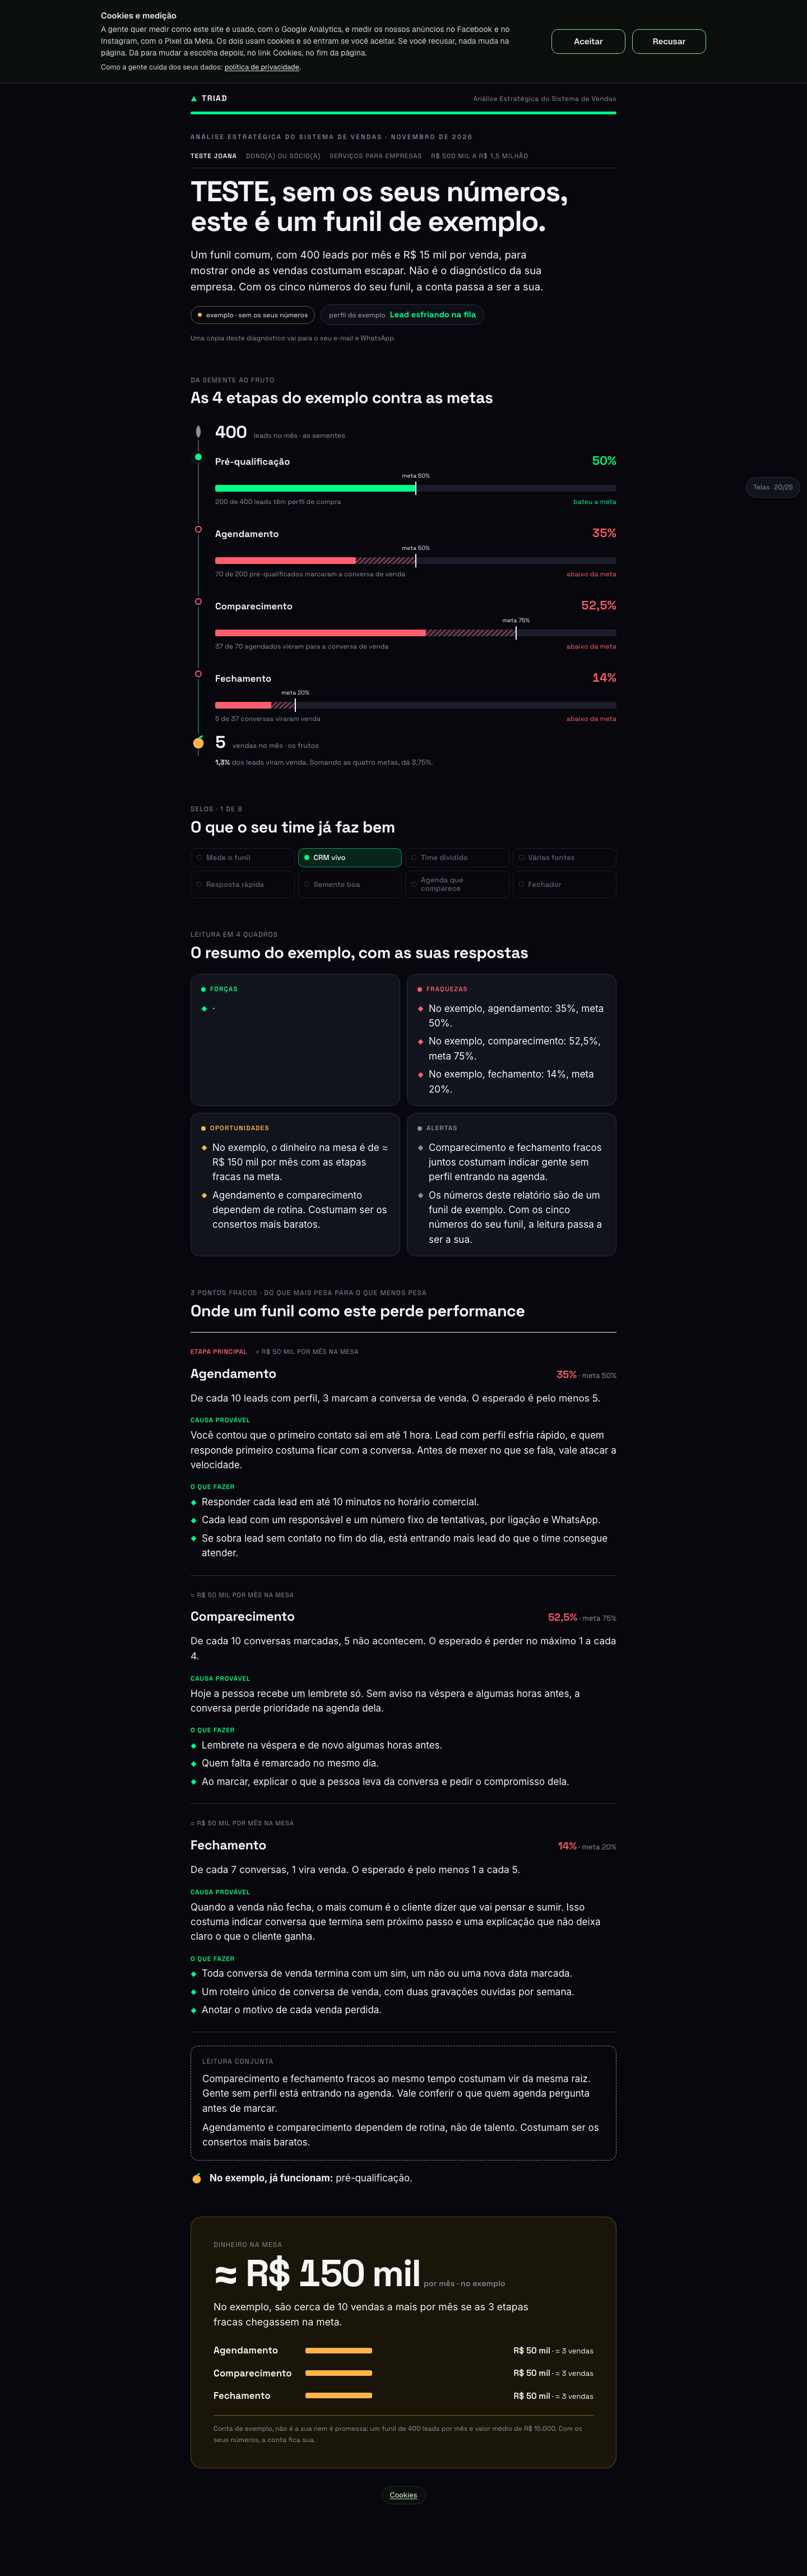 Cookies e medição
A gente quer medir como este site é usado, com o Google Analytics, e medir os nossos anúncios no Facebook e no
Instagram, com o Pixel da Meta. Os dois usam cookies e só entram se você aceitar. Se você recusar, nada muda na
página. Dá para mudar a escolha depois, no link Cookies, no fim da página.
Como a gente cuida dos seus dados: política de privacidade.
Aceitar
Recusar
TRIAD
Análise Estratégica do Sistema de Vendas
ANÁLISE ESTRATÉGICA DO SISTEMA DE VENDAS · NOVEMBRO DE 2026
TESTE JOANA DONO(A) OU SÓCIO(A) SERVIÇOS PARA EMPRESAS R$ 500 MIL A R$ 1,5 MILHÃO
TESTE, sem os seus números,
este é um funil de exemplo.
Um funil comum, com 400 leads por mês e R$ 15 mil por venda, para
mostrar onde as vendas costumam escapar. Não é o diagnóstico da sua
empresa. Com os cinco números do seu funil, a conta passa a ser a sua.
exemplo · sem os seus números
perfil do exemplo Lead esfriando na fila
Uma cópia deste diagnóstico vai para o seu e-mail e WhatsApp.
DA SEMENTE AO FRUTO
As 4 etapas do exemplo contra as metas
400 leads no mês · as sementes
Pré-qualificação 50%
meta 50%
200 de 400 leads têm perfil de compra bateu a meta
Telas 20/25
Agendamento 35%
meta 50%
70 de 200 pré-qualificados marcaram a conversa de venda abaixo da meta
Comparecimento 52,5%
meta 75%
37 de 70 agendados vieram para a conversa de venda abaixo da meta
Fechamento 14%
meta 20%
5 de 37 conversas viraram venda abaixo da meta
5 vendas no mês · os frutos
1,3% dos leads viram venda. Somando as quatro metas, dá 3,75%.
SELOS · 1 DE 8
O que o seu time já faz bem
Mede o funil
CRM vivo
Time dividido
Várias fontes
Resposta rápida
Semente boa
Agenda que
comparece
Fechador
LEITURA EM 4 QUADROS
O resumo do exemplo, com as suas respostas
FORÇAS
·
FRAQUEZAS
No exemplo, agendamento: 35%, meta
50%.
No exemplo, comparecimento: 52,5%,
meta 75%.
No exemplo, fechamento: 14%, meta
20%.
OPORTUNIDADES
No exemplo, o dinheiro na mesa é de ≈
R$ 150 mil por mês com as etapas
fracas na meta.
Agendamento e comparecimento
dependem de rotina. Costumam ser os
consertos mais baratos.
ALERTAS
Comparecimento e fechamento fracos
juntos costumam indicar gente sem
perfil entrando na agenda.
Os números deste relatório são de um
funil de exemplo. Com os cinco
números do seu funil, a leitura passa a
ser a sua.
3 PONTOS FRACOS · DO QUE MAIS PESA PARA O QUE MENOS PESA
Onde um funil como este perde performance
ETAPA PRINCIPAL ≈ R$ 50 MIL POR MÊS NA MESA
Agendamento 35% · meta 50%
De cada 10 leads com perfil, 3 marcam a conversa de venda. O esperado é pelo menos 5.
CAUSA PROVÁVEL
Você contou que o primeiro contato sai em até 1 hora. Lead com perfil esfria rápido, e quem
responde primeiro costuma ficar com a conversa. Antes de mexer no que se fala, vale atacar a
velocidade.
O QUE FAZER
Responder cada lead em até 10 minutos no horário comercial.
Cada lead com um responsável e um número fixo de tentativas, por ligação e WhatsApp.
Se sobra lead sem contato no fim do dia, está entrando mais lead do que o time consegue
atender.
≈ R$ 50 MIL POR MÊS NA MESA
Comparecimento 52,5% · meta 75%
De cada 10 conversas marcadas, 5 não acontecem. O esperado é perder no máximo 1 a cada
4.
CAUSA PROVÁVEL
Hoje a pessoa recebe um lembrete só. Sem aviso na véspera e algumas horas antes, a
conversa perde prioridade na agenda dela.
O QUE FAZER
Lembrete na véspera e de novo algumas horas antes.
Quem falta é remarcado no mesmo dia.
Ao marcar, explicar o que a pessoa leva da conversa e pedir o compromisso dela.
≈ R$ 50 MIL POR MÊS NA MESA
Fechamento 14% · meta 20%
De cada 7 conversas, 1 vira venda. O esperado é pelo menos 1 a cada 5.
CAUSA PROVÁVEL
Quando a venda não fecha, o mais comum é o cliente dizer que vai pensar e sumir. Isso
costuma indicar conversa que termina sem próximo passo e uma explicação que não deixa
claro o que o cliente ganha.
O QUE FAZER
Toda conversa de venda termina com um sim, um não ou uma nova data marcada.
Um roteiro único de conversa de venda, com duas gravações ouvidas por semana.
Anotar o motivo de cada venda perdida.
LEITURA CONJUNTA
Comparecimento e fechamento fracos ao mesmo tempo costumam vir da mesma raiz.
Gente sem perfil está entrando na agenda. Vale conferir o que quem agenda pergunta
antes de marcar.
Agendamento e comparecimento dependem de rotina, não de talento. Costumam ser os
consertos mais baratos.
No exemplo, já funcionam: pré-qualificação.
DINHEIRO NA MESA
≈ R$ 150 mil por mês · no exemplo
No exemplo, são cerca de 10 vendas a mais por mês se as 3 etapas
fracas chegassem na meta.
Agendamento R$ 50 mil · ≈ 3 vendas
Comparecimento R$ 50 mil · ≈ 3 vendas
Fechamento R$ 50 mil · ≈ 3 vendas
Conta de exemplo, não é a sua nem é promessa: um funil de 400 leads por mês e valor médio de R$ 15.000. Com os
seus números, a conta fica sua.
Cookies